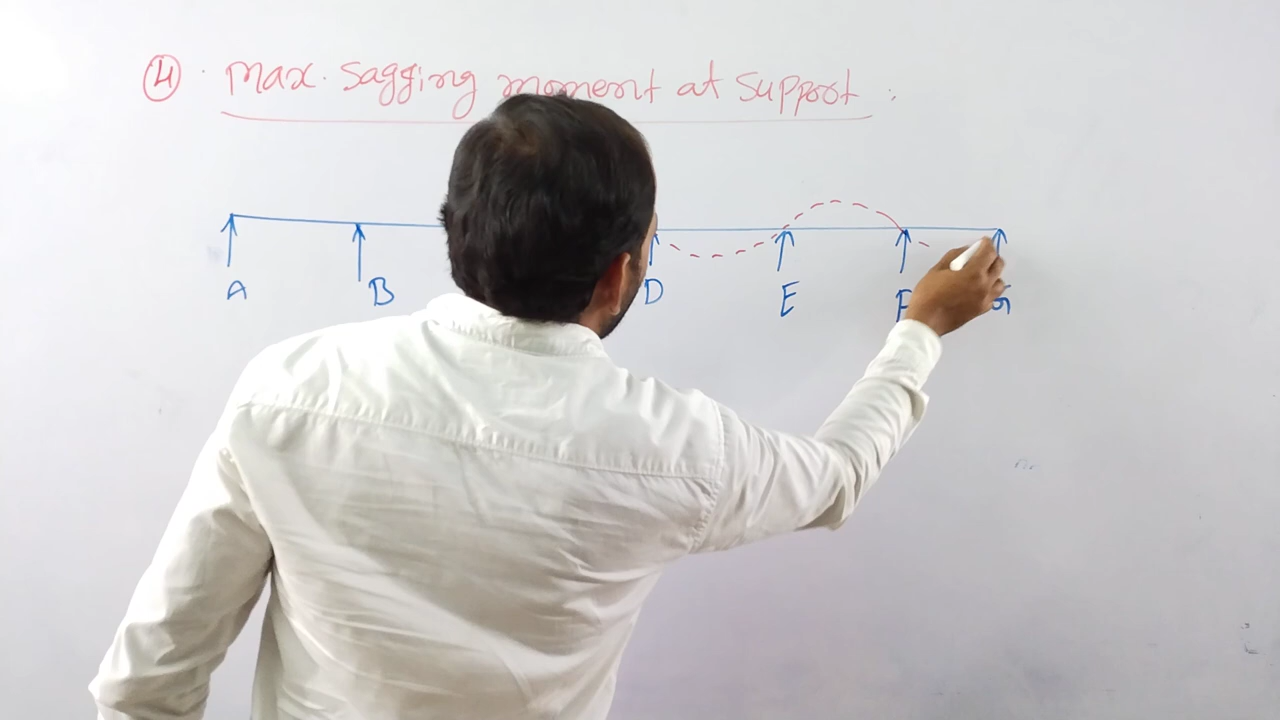 ④. Max. Sagging moment at Support.
A B D E F G